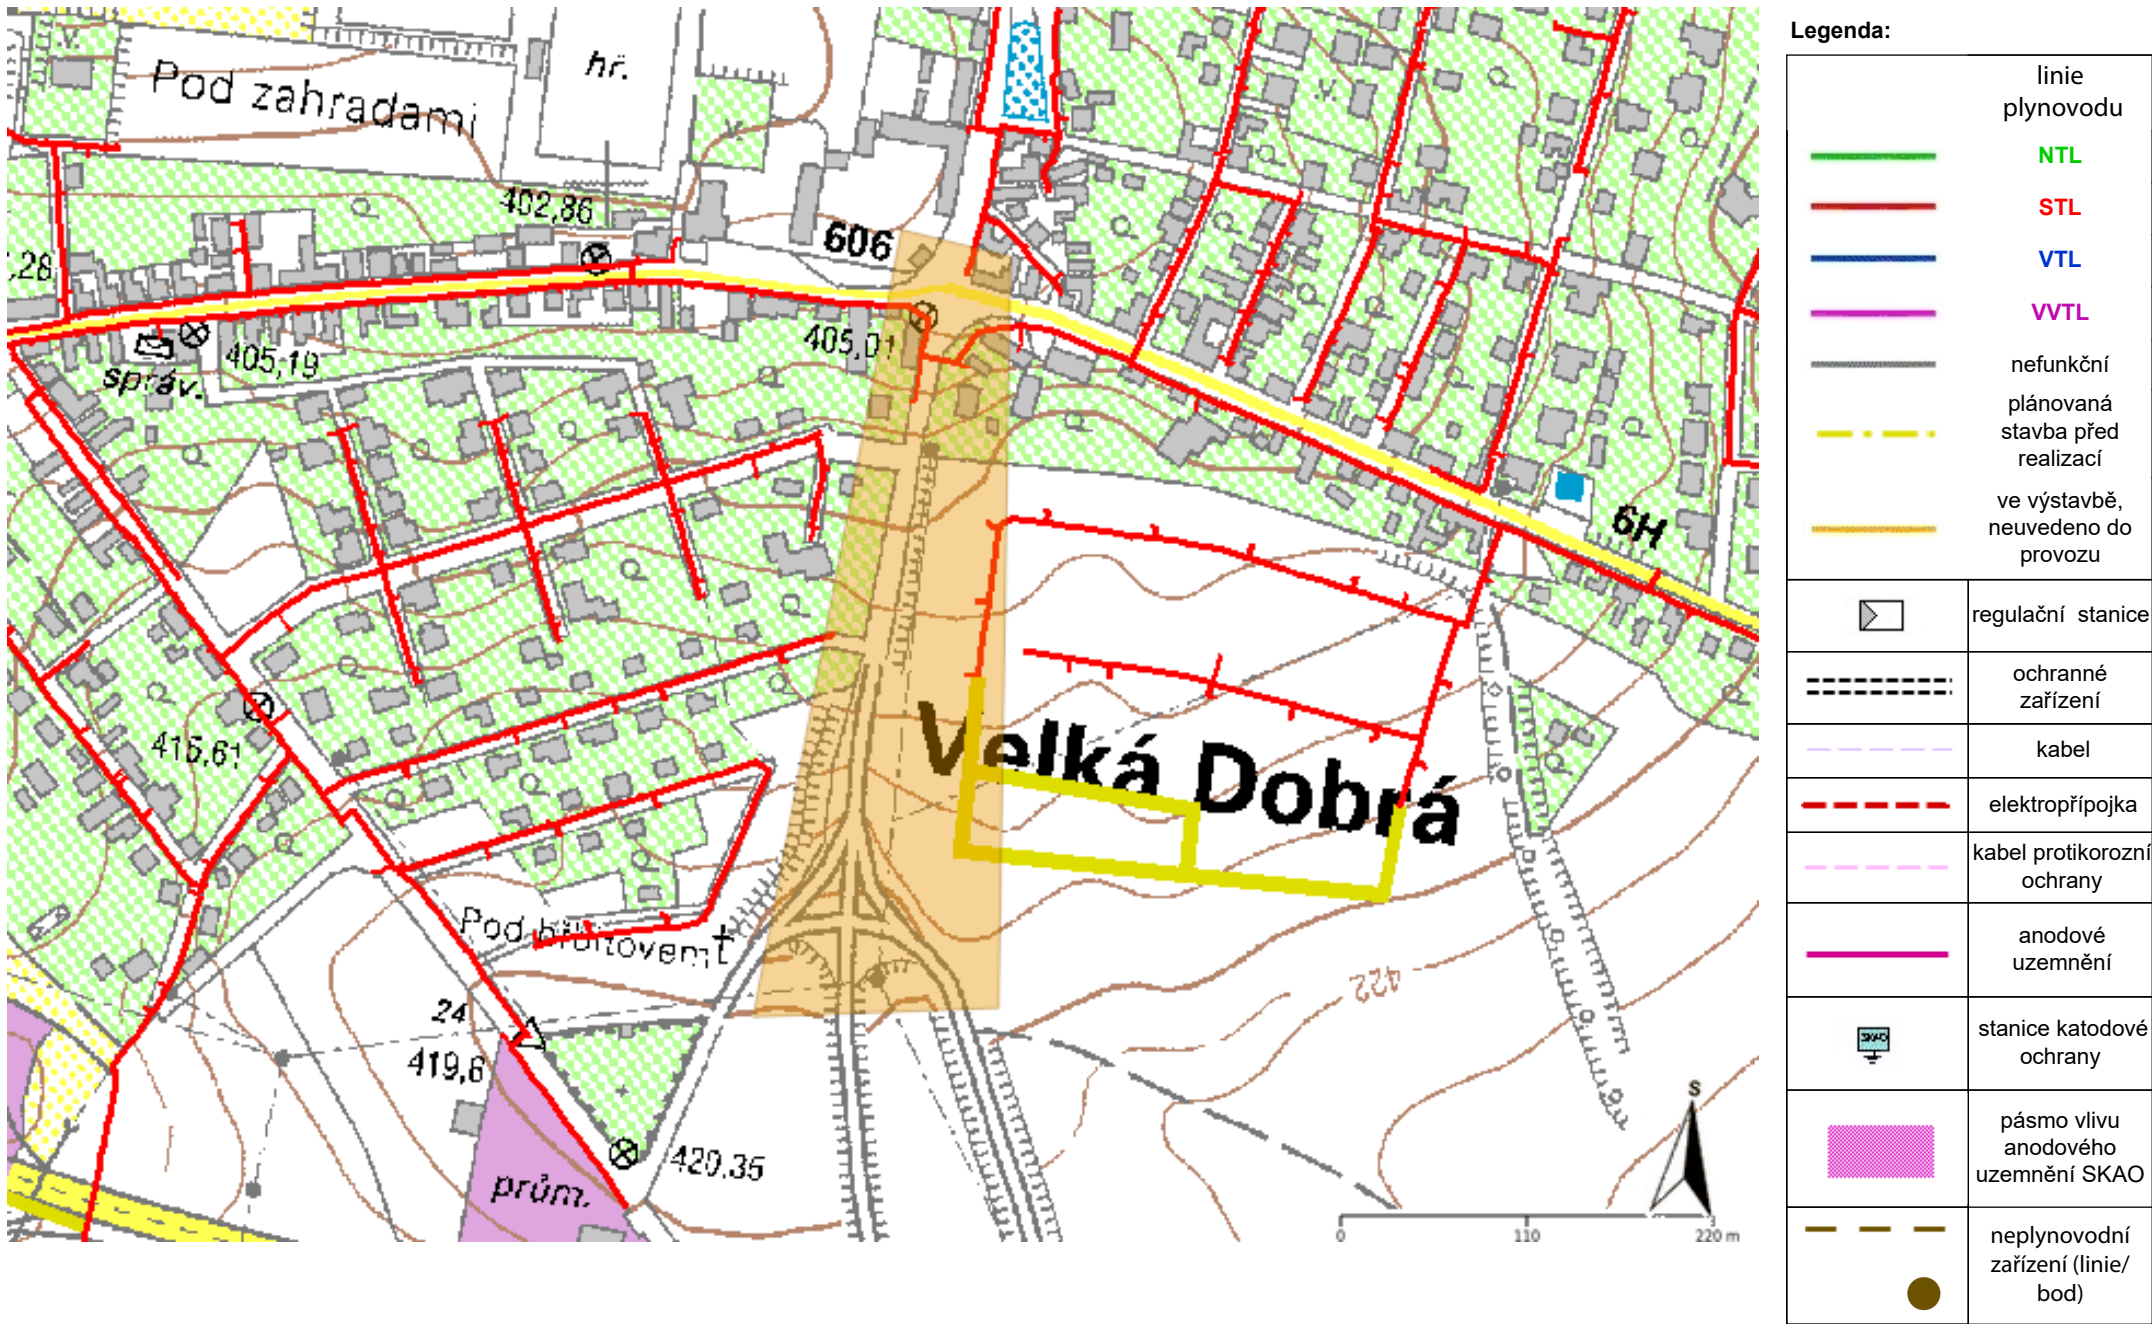 Pod zahradami
hř.
402,86
606
,28
405,19
správ.
405,01
6H
415,61
Velká Dobrá
Pod hřbitovem
24
419,6
422
420.35
prům.
S
0
110
220 m
Legenda:
linie
plynovodu
NTL
STL
VTL
VVTL
nefunkční
plánovaná
stavba před
realizací
ve výstavbě,
neuvedeno do
provozu
regulační stanice
ochranné
zařízení
kabel
elektropřípojka
kabel protikorozní
ochrany
anodové
uzemnění
SKAO
stanice katodové
ochrany
pásmo vlivu
anodového
uzemnění SKAO
neplynovodní
zařízení (linie/
bod)